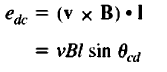 e_dc = (v × B) • l
= vBl sin θ_cd